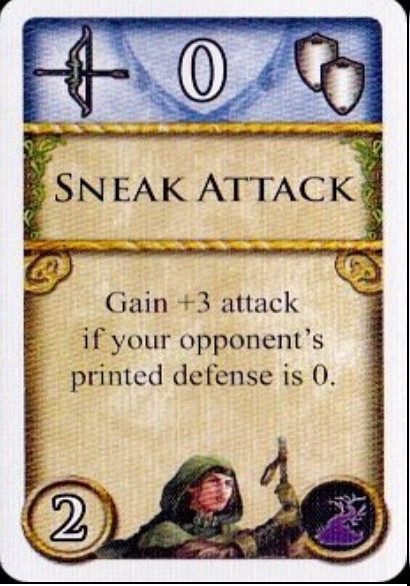 0
SNEAK ATTACK
Gain +3 attack
if your opponent's
printed defense is 0.
2